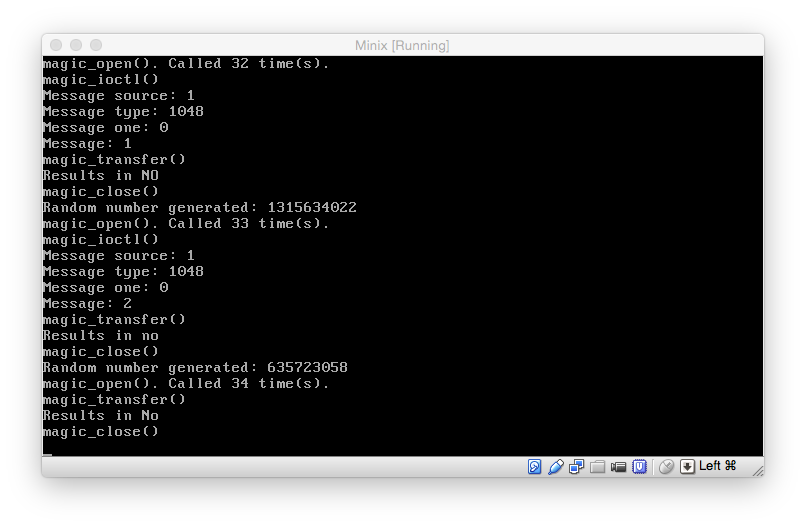 Minix [Running]
magic_open(). Called 32 time(s).
magic_ioctl()
Message source: 1
Message type: 1048
Message one: 0
Message: 1
magic_transfer()
Results in NO
magic_close()
Random number generated: 1315634022
magic_open(). Called 33 time(s).
magic_ioctl()
Message source: 1
Message type: 1048
Message one: 0
Message: 2
magic_transfer()
Results in no
magic_close()
Random number generated: 635723058
magic_open(). Called 34 time(s).
magic_transfer()
Results in No
magic_close()
Left ⌘